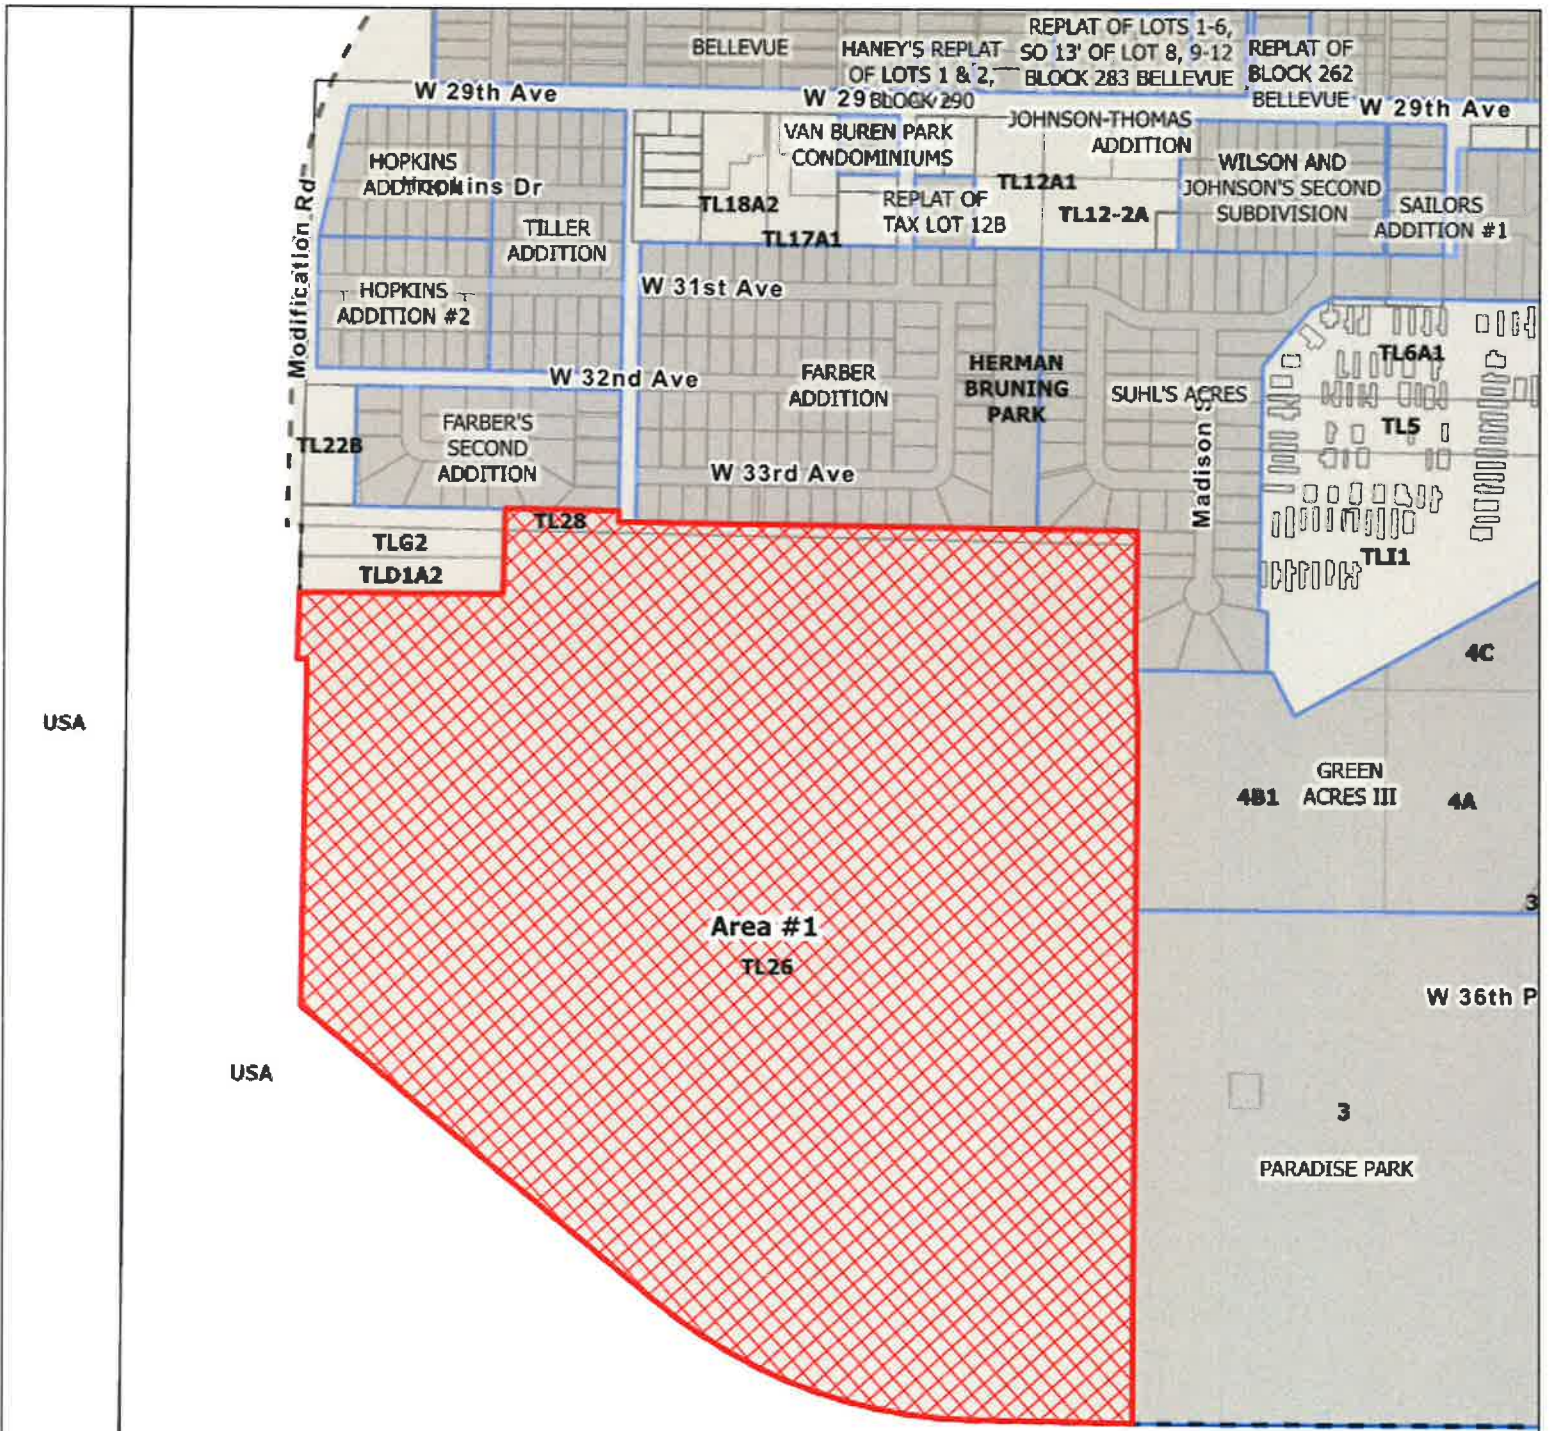 BELLEVUE
HANEY'S REPLAT
OF LOTS 1 & 2,
BLOCK 290
REPLAT OF LOTS 1-6,
SO 13' OF LOT 8, 9-12
BLOCK 283 BELLEVUE
REPLAT OF
BLOCK 262
BELLEVUE
W 29th Ave
W 29
W 29th Ave
Modification Rd
HOPKINS
ADDITION
Hopkins Dr
TILLER
ADDITION
HOPKINS
ADDITION #2
TL18A2
TL17A1
VAN BUREN PARK
CONDOMINIUMS
REPLAT OF
TAX LOT 12B
JOHNSON-THOMAS
ADDITION
TL12A1
TL12-2A
WILSON AND
JOHNSON'S SECOND
SUBDIVISION
SAILORS
ADDITION #1
W 31st Ave
W 32nd Ave
FARBER
ADDITION
HERMAN
BRUNING
PARK
SUHL'S ACRES
Madison S
TL6A1
TL5
TLI1
TL22B
FARBER'S
SECOND
ADDITION
W 33rd Ave
TL28
TLG2
TLD1A2
4C
USA
GREEN
ACRES III
4B1
4A
3
Area #1
TL26
W 36th P
USA
3
PARADISE PARK